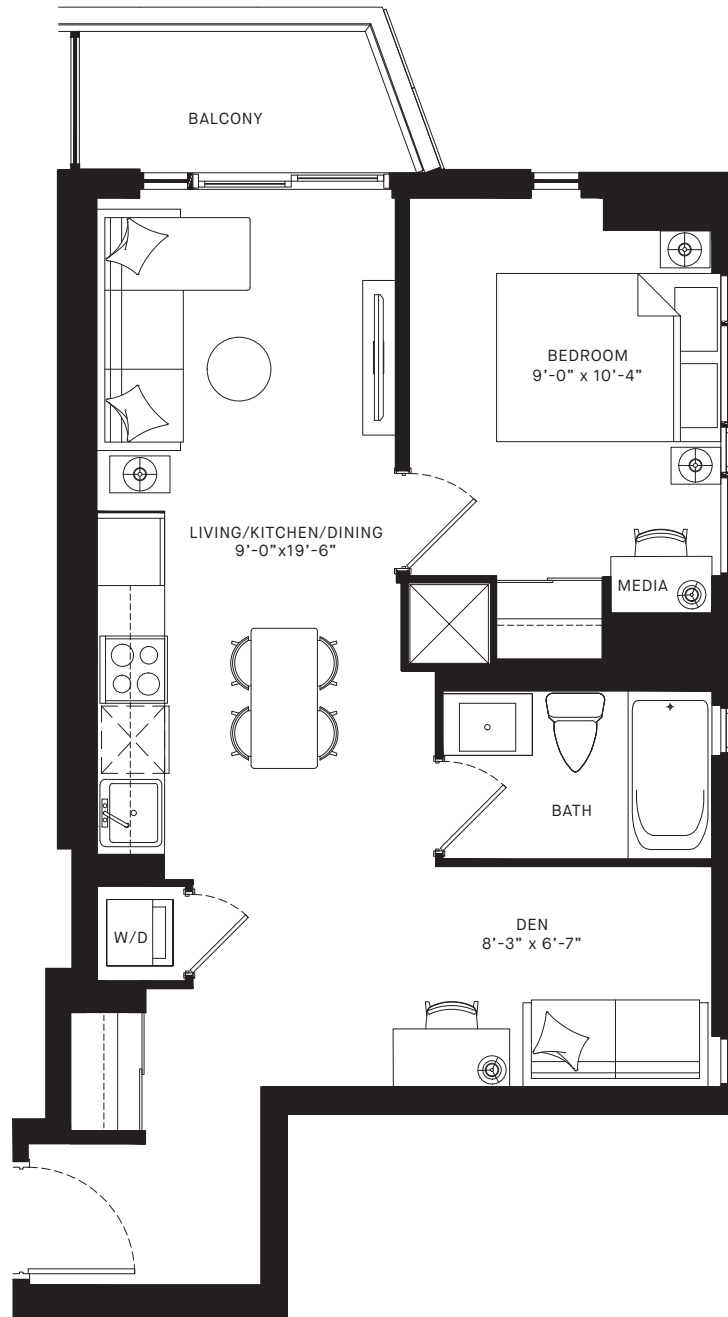 BALCONY
BEDROOM
9’-0” x 10’-4”
LIVING/KITCHEN/DINING
9’-0”x19’-6”
MEDIA
BATH
DEN
8’-3” x 6’-7”
W/D